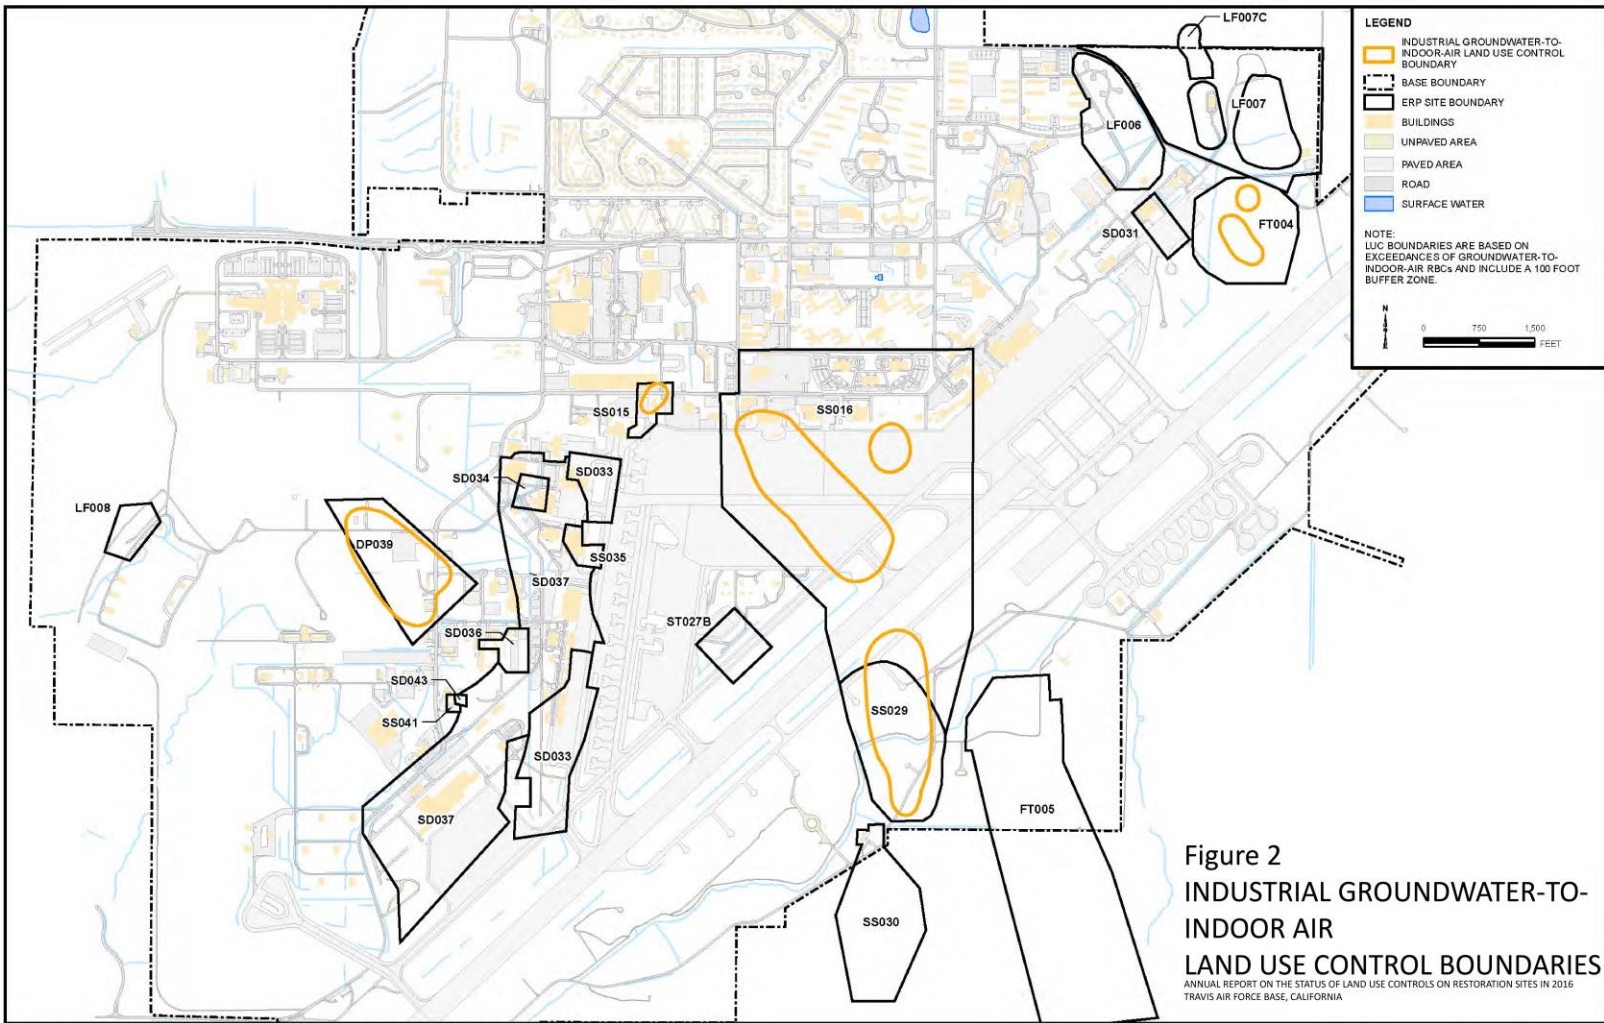 LF007C
LF007
LF006
SD031
FT004
SS015
SS016
SD034
SD033
LF008
DP039
SS035
SD037
ST027B
SD036
SD043
SS041
SS029
SD033
SD037
FT005
SS030
LEGEND
INDUSTRIAL GROUNDWATER-TO-
INDOOR-AIR LAND USE CONTROL
BOUNDARY
BASE BOUNDARY
ERP SITE BOUNDARY
BUILDINGS
UNPAVED AREA
PAVED AREA
ROAD
SURFACE WATER
NOTE:
LUC BOUNDARIES ARE BASED ON
EXCEEDANCES OF GROUNDWATER-TO-
INDOOR-AIR RBCs AND INCLUDE A 100 FOOT
BUFFER ZONE.
N
0 750 1,500
FEET
Figure 2
INDUSTRIAL GROUNDWATER-TO-
INDOOR AIR
LAND USE CONTROL BOUNDARIES
ANNUAL REPORT ON THE STATUS OF LAND USE CONTROLS ON RESTORATION SITES IN 2016
TRAVIS AIR FORCE BASE, CALIFORNIA